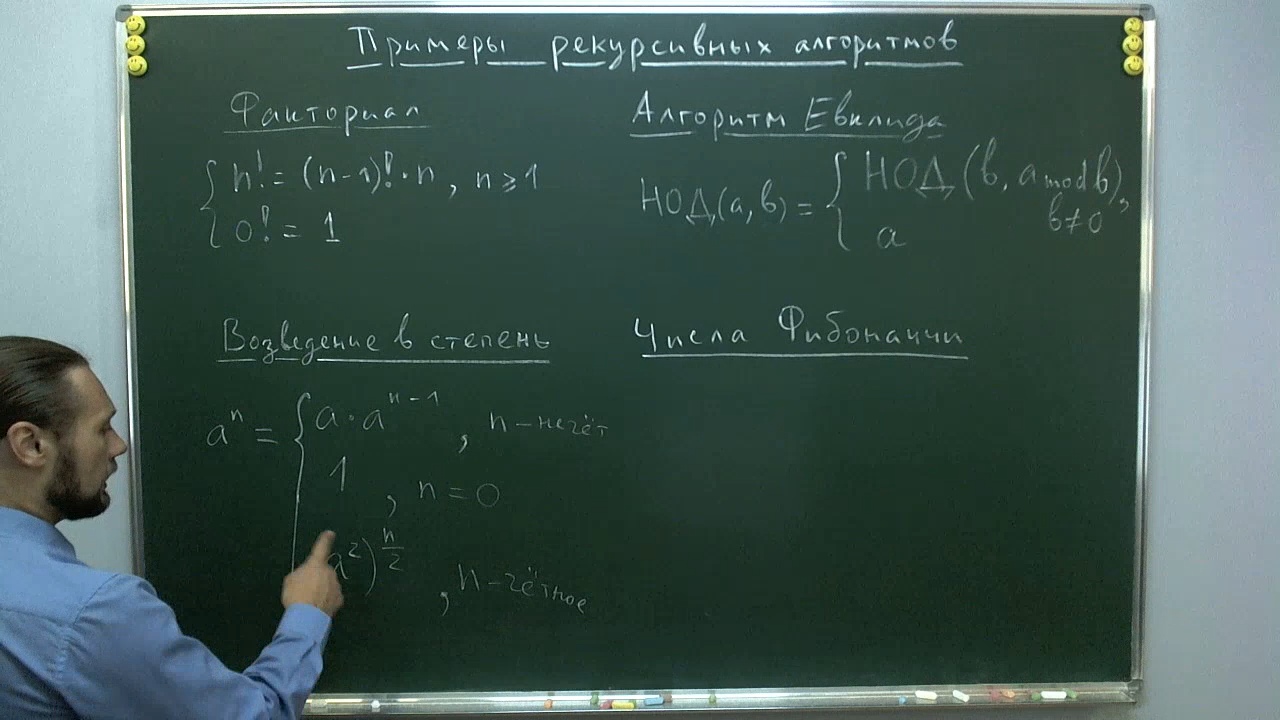 Примеры рекурсивных алгоритмов
Факториал
n! = (n-1)! · n, n ⩾ 1
0! = 1
Алгоритм Евклида
НОД(a, b) = { НОД(b, a mod b),
b ≠ 0
a
Возведение в степень
aⁿ = { a · aⁿ⁻¹, n - нечёт
1, n = 0
a²)^(n/2), n - чётное
Числа Фибоначчи